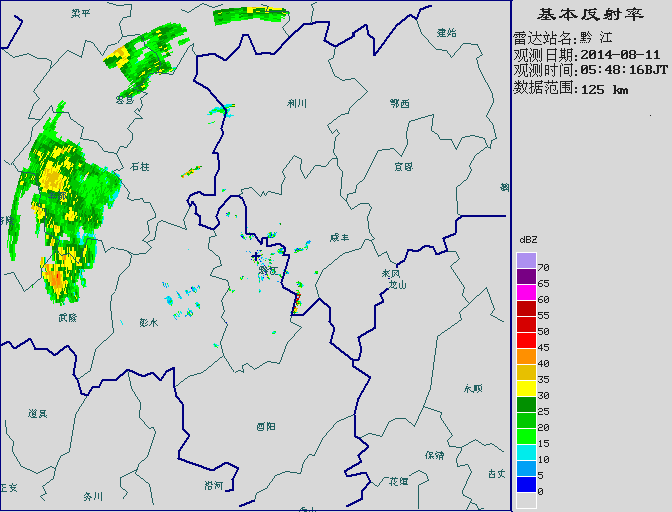 基本反射率
雷达站名:黔 江
观测日期:2014-08-11
观测时间:05:48:16BJT
数据范围:125 km
梁平
建始
忠县
利川
鄂西
石柱
宣恩
咸丰
黔江
来凤
龙山
武隆
彭水
永顺
道真
酉阳
保靖
古丈
花垣
正安
务川
沿河
dBZ
70
65
60
55
50
45
40
35
30
25
20
15
10
5
0